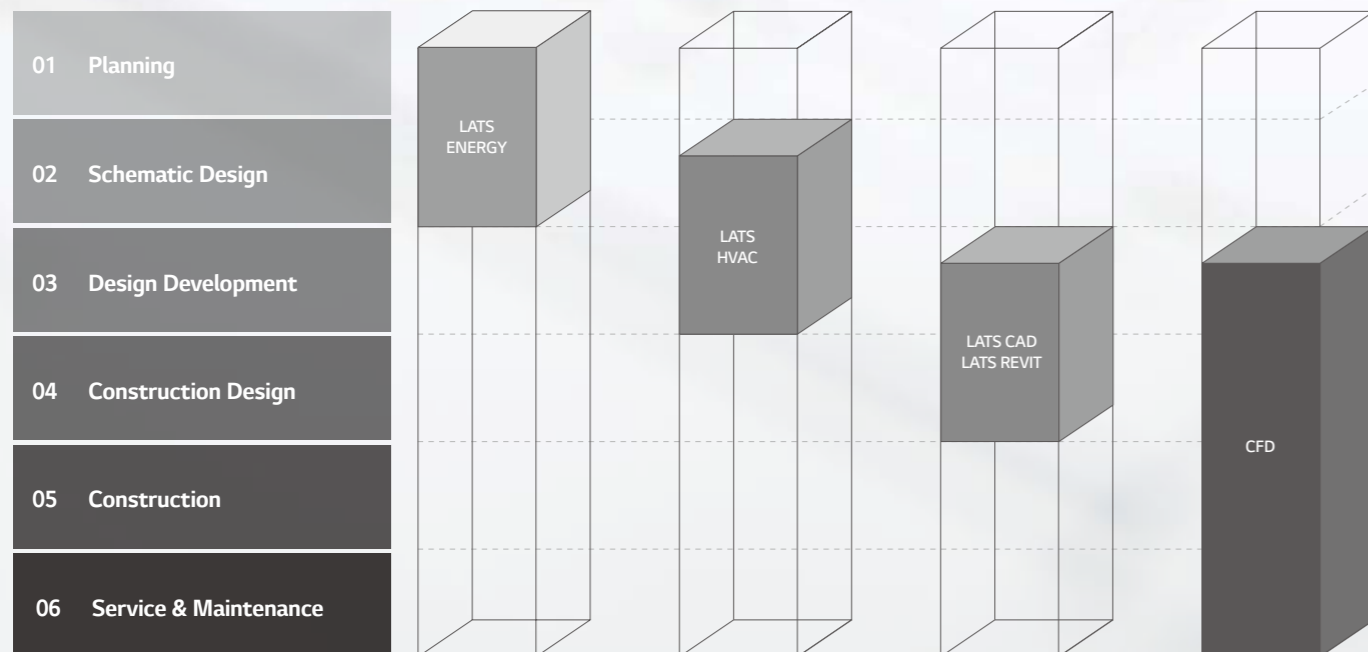 01 Planning
02 Schematic Design
03 Design Development
04 Construction Design
05 Construction
06 Service & Maintenance
LATS
ENERGY
LATS
HVAC
LATS CAD
LATS REVIT
CFD